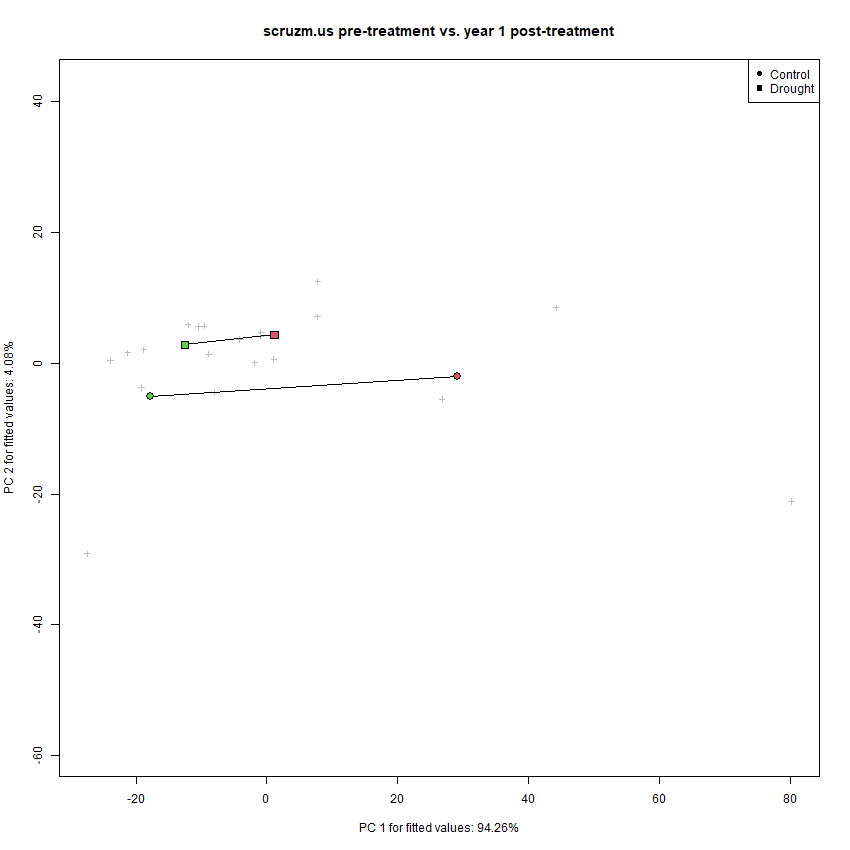 scruzm.us pre-treatment vs. year 1 post-treatment
Control
Drought
40
20
0
-20
-40
-60
PC 2 for fitted values: 4.08%
-20
0
20
40
60
80
PC 1 for fitted values: 94.26%